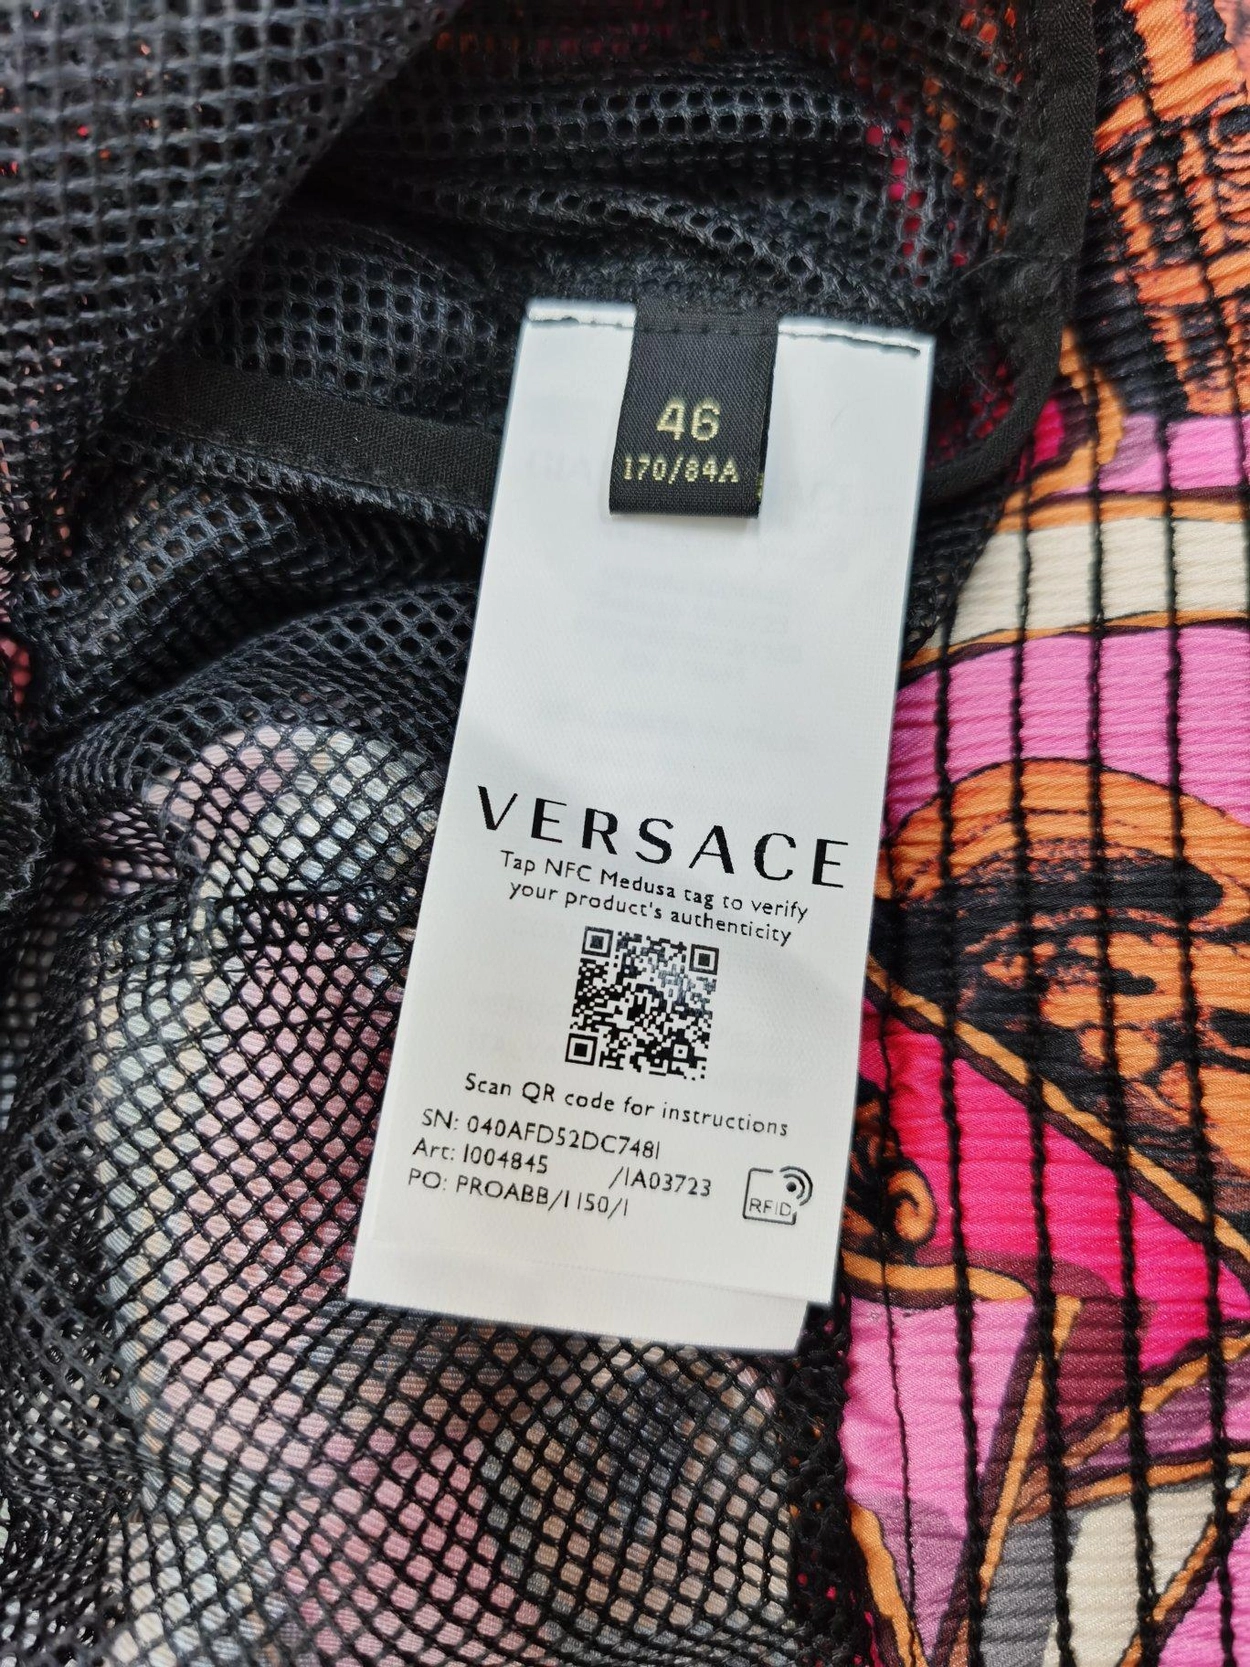 46
170/84A
VERSACE
Tap NFC Medusa tag to verify
your product's authenticity
Scan QR code for instructions
SN: 040AFD52DC7481
Art: 1004845 /1A03723
PO: PROABB/1150/1
RFID